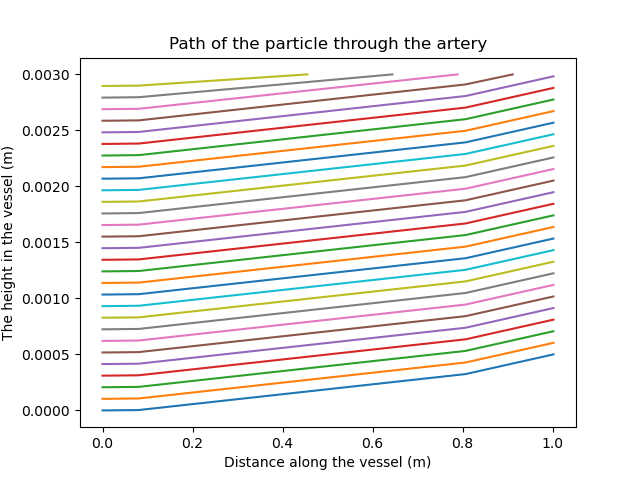 Path of the particle through the artery
0.0030
0.0025
0.0020
0.0015
0.0010
0.0005
0.0000
The height in the vessel (m)
0.0 0.2 0.4 0.6 0.8 1.0
Distance along the vessel (m)